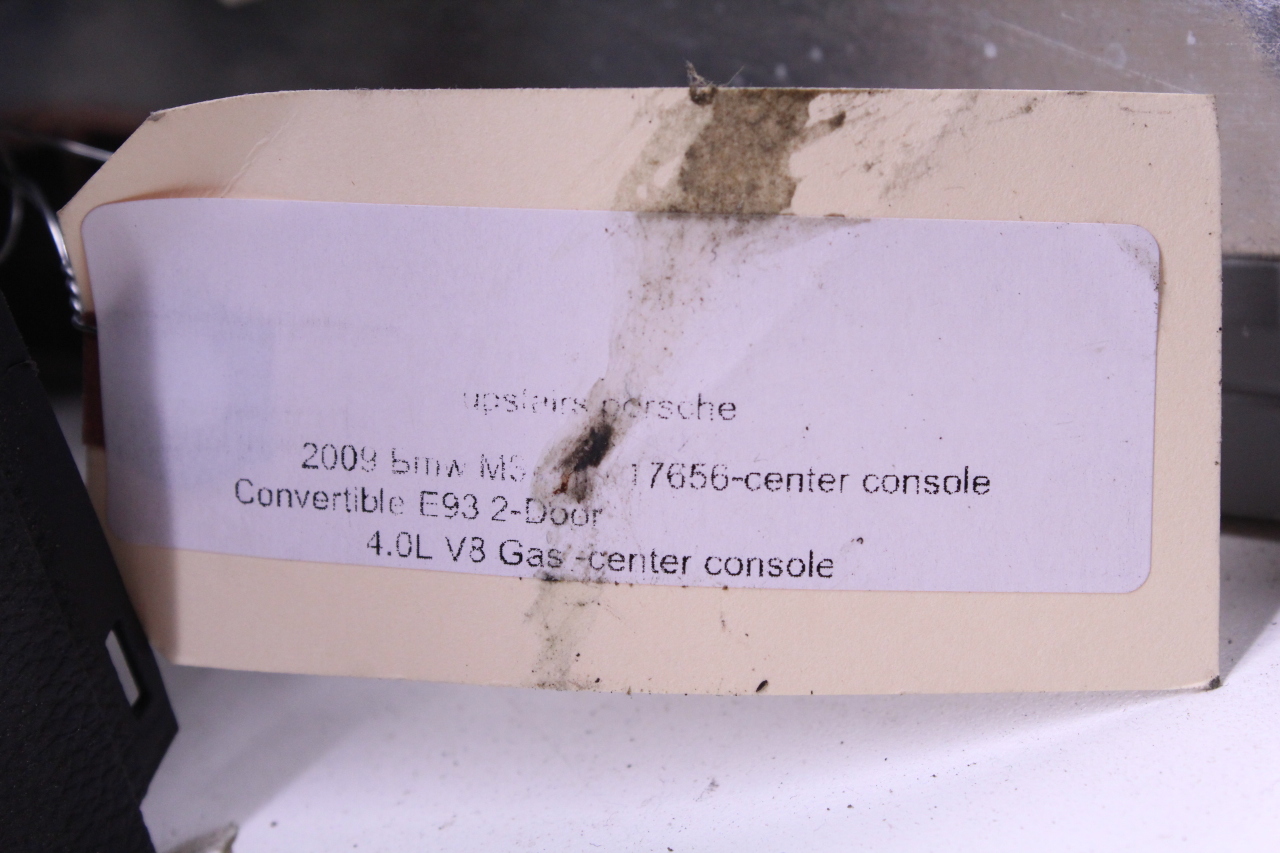 upstairs porsche
2009 bmw M3 17656-center console
Convertible E93 2-Door
4.0L V8 Gas -center console